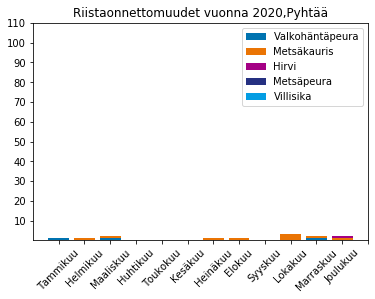 Riistaonnettomuudet vuonna 2020,Pyhtää
110
100
90
80
70
60
50
40
30
20
10
Valkohäntäpeura
Metsäkauris
Hirvi
Metsäpeura
Villisika
Tammikuu
Helmikuu
Maaliskuu
Huhtikuu
Toukokuu
Kesäkuu
Heinäkuu
Elokuu
Syyskuu
Lokakuu
Marraskuu
Joulukuu